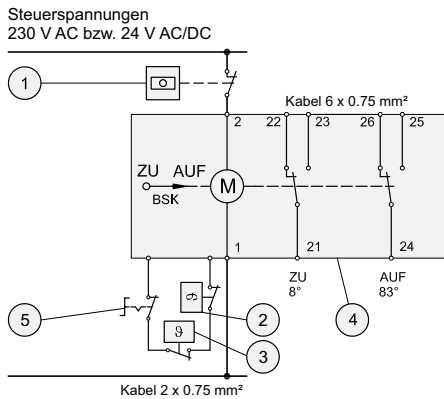 Steuerspannungen
230 V AC bzw. 24 V AC/DC
1
Kabel 6 x 0.75 mm²
2
22
23
26
25
ZU
AUF
M
BSK
1
21
24
ZU
8°
AUF
83°
5
ϑ
2
4
ϑ
3
Kabel 2 x 0.75 mm²